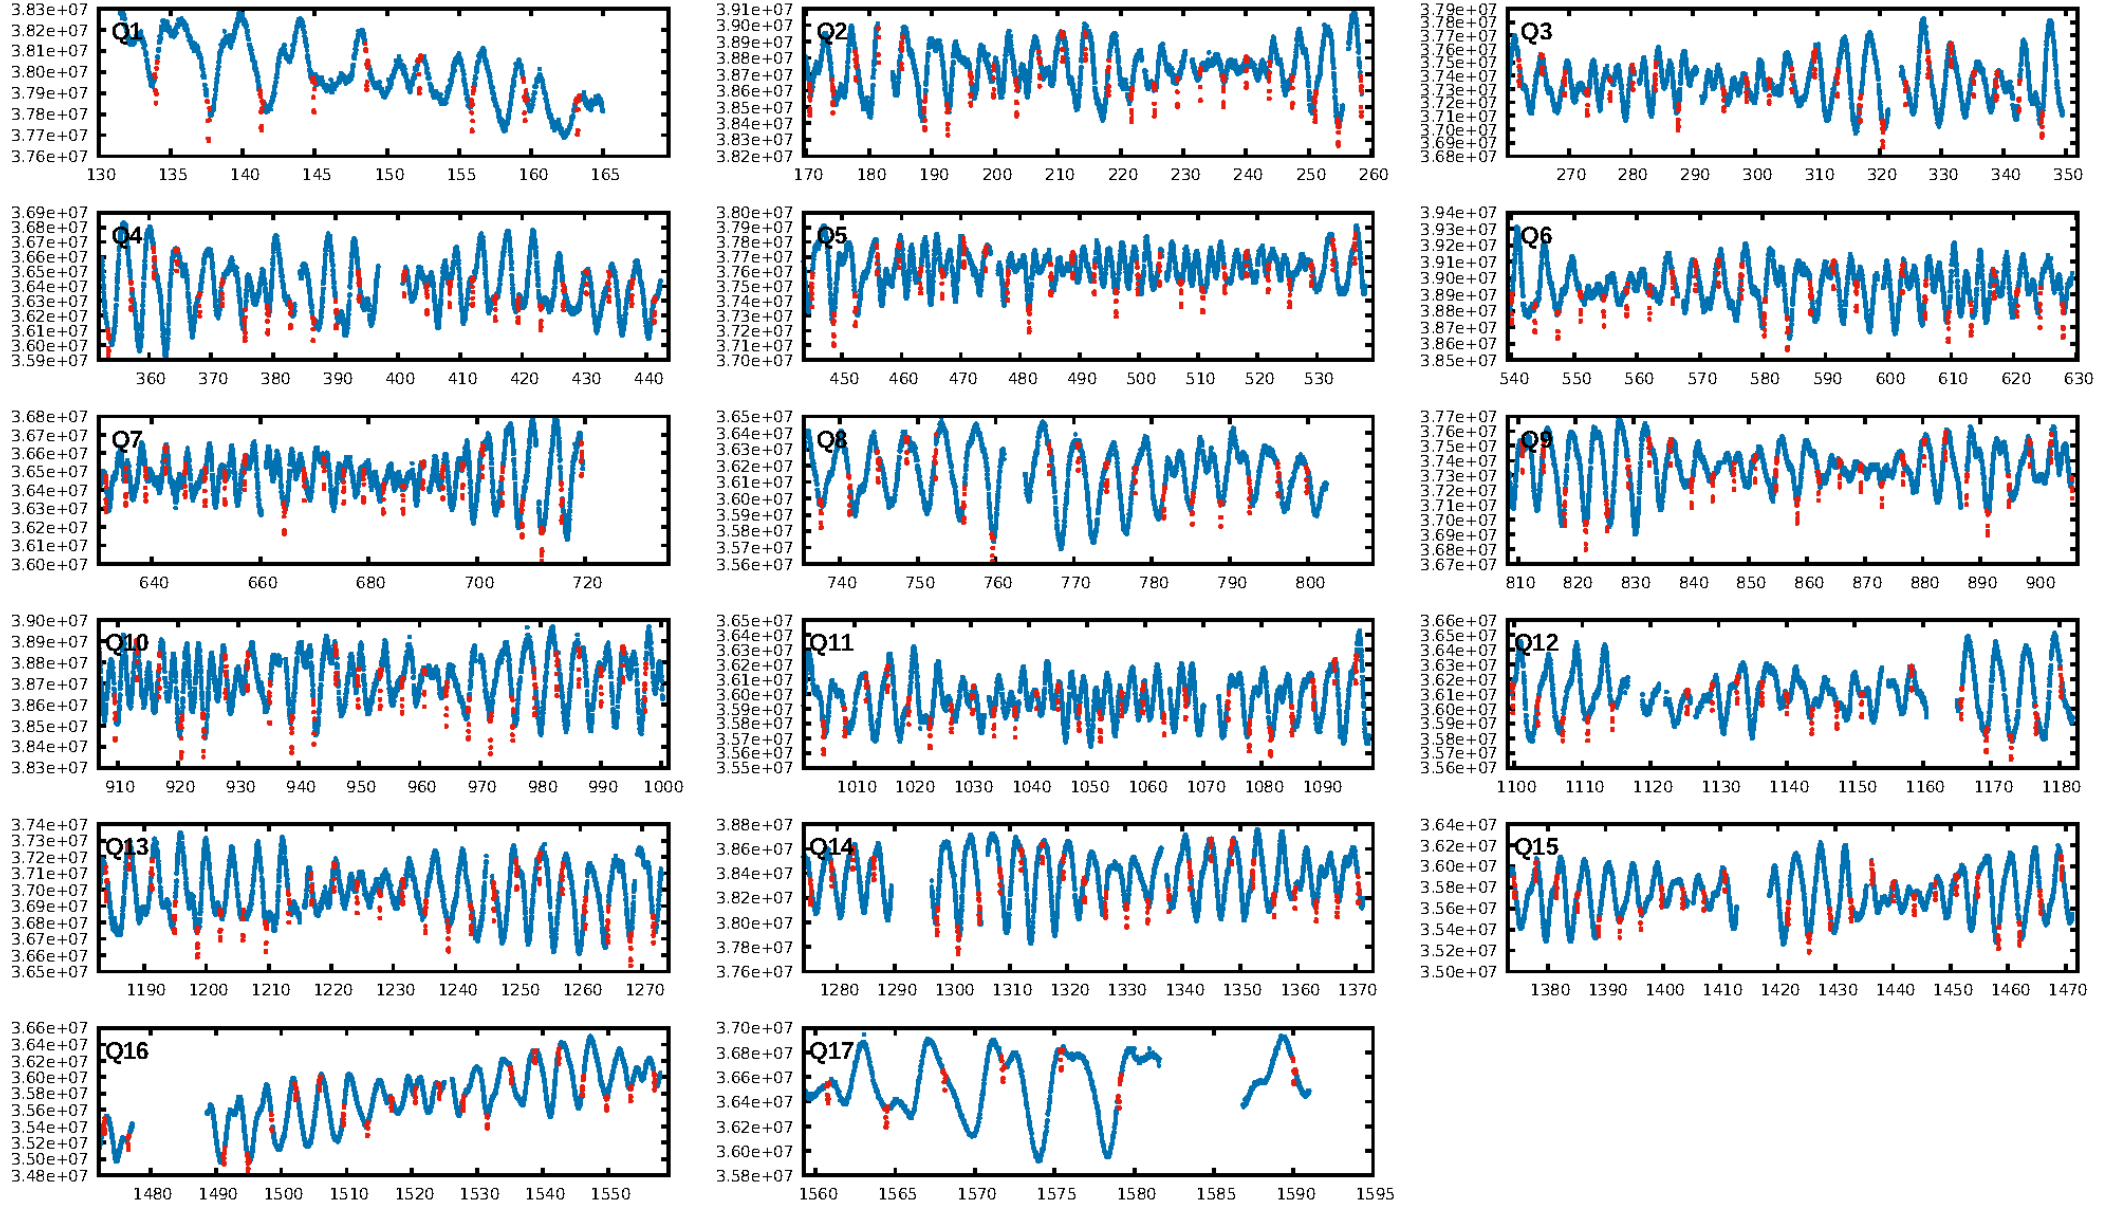 3.83e+07 3.82e+07 3.81e+07 3.80e+07 3.79e+07 3.78e+07 3.77e+07 3.76e+07
Q1
130 135 140 145 150 155 160 165
3.91e+07 3.90e+07 3.89e+07 3.88e+07 3.87e+07 3.86e+07 3.85e+07 3.84e+07 3.83e+07 3.82e+07
Q2
170 180 190 200 210 220 230 240 250 260
3.79e+07 3.77e+07 3.76e+07 3.75e+07 3.74e+07 3.73e+07 3.72e+07 3.71e+07 3.70e+07 3.69e+07 3.68e+07
Q3
270 280 290 300 310 320 330 340 350
3.69e+07 3.68e+07 3.67e+07 3.66e+07 3.65e+07 3.64e+07 3.63e+07 3.62e+07 3.61e+07 3.60e+07 3.59e+07
Q4
360 370 380 390 400 410 420 430 440
3.80e+07 3.79e+07 3.77e+07 3.76e+07 3.75e+07 3.74e+07 3.73e+07 3.72e+07 3.71e+07 3.70e+07
Q5
450 460 470 480 490 500 510 520 530
3.94e+07 3.92e+07 3.91e+07 3.90e+07 3.89e+07 3.88e+07 3.87e+07 3.86e+07 3.85e+07
Q6
540 550 560 570 580 590 600 610 620 630
3.68e+07 3.67e+07 3.66e+07 3.65e+07 3.64e+07 3.63e+07 3.62e+07 3.61e+07 3.60e+07
Q7
640 660 680 700 720
3.65e+07 3.64e+07 3.63e+07 3.62e+07 3.61e+07 3.60e+07 3.59e+07 3.58e+07 3.57e+07 3.56e+07
Q8
740 750 760 770 780 790 800
3.77e+07 3.76e+07 3.75e+07 3.74e+07 3.73e+07 3.72e+07 3.71e+07 3.70e+07 3.69e+07 3.68e+07 3.67e+07
Q9
810 820 830 840 850 860 870 880 890 900
3.90e+07 3.89e+07 3.88e+07 3.87e+07 3.86e+07 3.85e+07 3.84e+07 3.83e+07
Q10
910 920 930 940 950 960 970 980 990 1000
3.65e+07 3.64e+07 3.63e+07 3.62e+07 3.61e+07 3.60e+07 3.59e+07 3.58e+07 3.57e+07 3.56e+07 3.55e+07
Q11
1010 1020 1030 1040 1050 1060 1070 1080 1090
3.66e+07 3.65e+07 3.64e+07 3.63e+07 3.62e+07 3.61e+07 3.60e+07 3.59e+07 3.58e+07 3.57e+07 3.56e+07
Q12
1100 1110 1120 1130 1140 1150 1160 1170 1180
3.74e+07 3.73e+07 3.72e+07 3.71e+07 3.70e+07 3.69e+07 3.68e+07 3.67e+07 3.66e+07 3.65e+07
Q13
1190 1200 1210 1220 1230 1240 1250 1260 1270
3.88e+07 3.86e+07 3.84e+07 3.82e+07 3.80e+07 3.78e+07 3.76e+07
Q14
1280 1290 1300 1310 1320 1330 1340 1350 1360 1370
3.64e+07 3.62e+07 3.60e+07 3.58e+07 3.56e+07 3.54e+07 3.52e+07 3.50e+07
Q15
1380 1390 1400 1410 1420 1430 1440 1450 1460 1470
3.66e+07 3.64e+07 3.62e+07 3.60e+07 3.58e+07 3.56e+07 3.54e+07 3.52e+07 3.50e+07 3.48e+07
Q16
1480 1490 1500 1510 1520 1530 1540 1550
3.70e+07 3.68e+07 3.66e+07 3.64e+07 3.62e+07 3.60e+07 3.58e+07
Q17
1560 1565 1570 1575 1580 1585 1590 1595